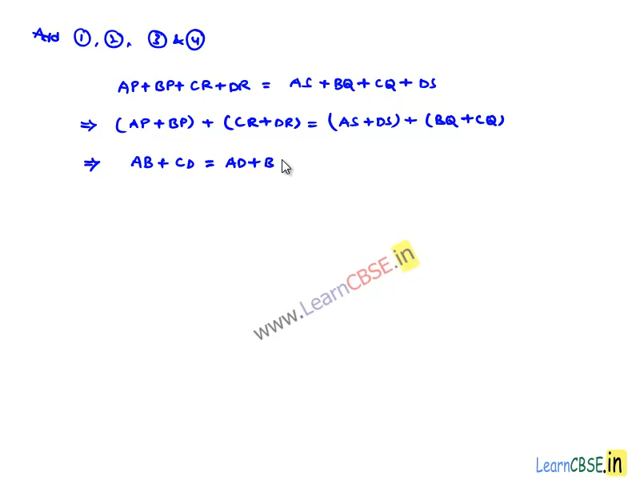 Add ①, ②, ③ & ④
AP + BP + CR + DR = AS + BQ + CQ + DS
⇒ (AP + BP) + (CR + DR) = (AS + DS) + (BQ + CQ)
⇒ AB + CD = AD + B
www.LearnCBSE.in
LearnCBSE.in